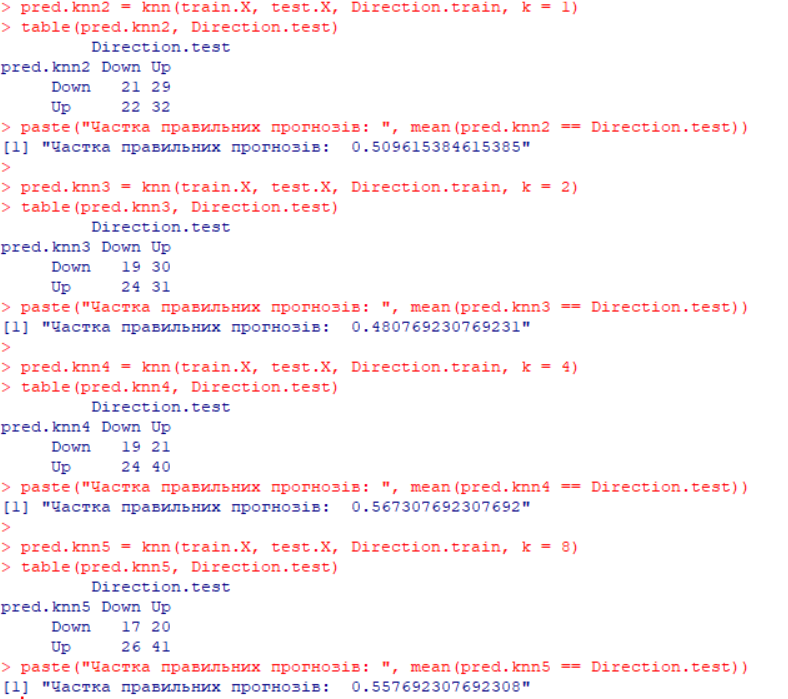 > pred.knn2 = knn(train.X, test.X, Direction.train, k = 1)
> table(pred.knn2, Direction.test)
         Direction.test
pred.knn2 Down Up
     Down   21 29
     Up     22 32
> paste("Частка правильних прогнозів: ", mean(pred.knn2 == Direction.test))
[1] "Частка правильних прогнозів:  0.509615384615385"
>
> pred.knn3 = knn(train.X, test.X, Direction.train, k = 2)
> table(pred.knn3, Direction.test)
         Direction.test
pred.knn3 Down Up
     Down   19 30
     Up     24 31
> paste("Частка правильних прогнозів: ", mean(pred.knn3 == Direction.test))
[1] "Частка правильних прогнозів:  0.480769230769231"
>
> pred.knn4 = knn(train.X, test.X, Direction.train, k = 4)
> table(pred.knn4, Direction.test)
         Direction.test
pred.knn4 Down Up
     Down   19 21
     Up     24 40
> paste("Частка правильних прогнозів: ", mean(pred.knn4 == Direction.test))
[1] "Частка правильних прогнозів:  0.567307692307692"
>
> pred.knn5 = knn(train.X, test.X, Direction.train, k = 8)
> table(pred.knn5, Direction.test)
         Direction.test
pred.knn5 Down Up
     Down   17 20
     Up     26 41
> paste("Частка правильних прогнозів: ", mean(pred.knn5 == Direction.test))
[1] "Частка правильних прогнозів:  0.557692307692308"